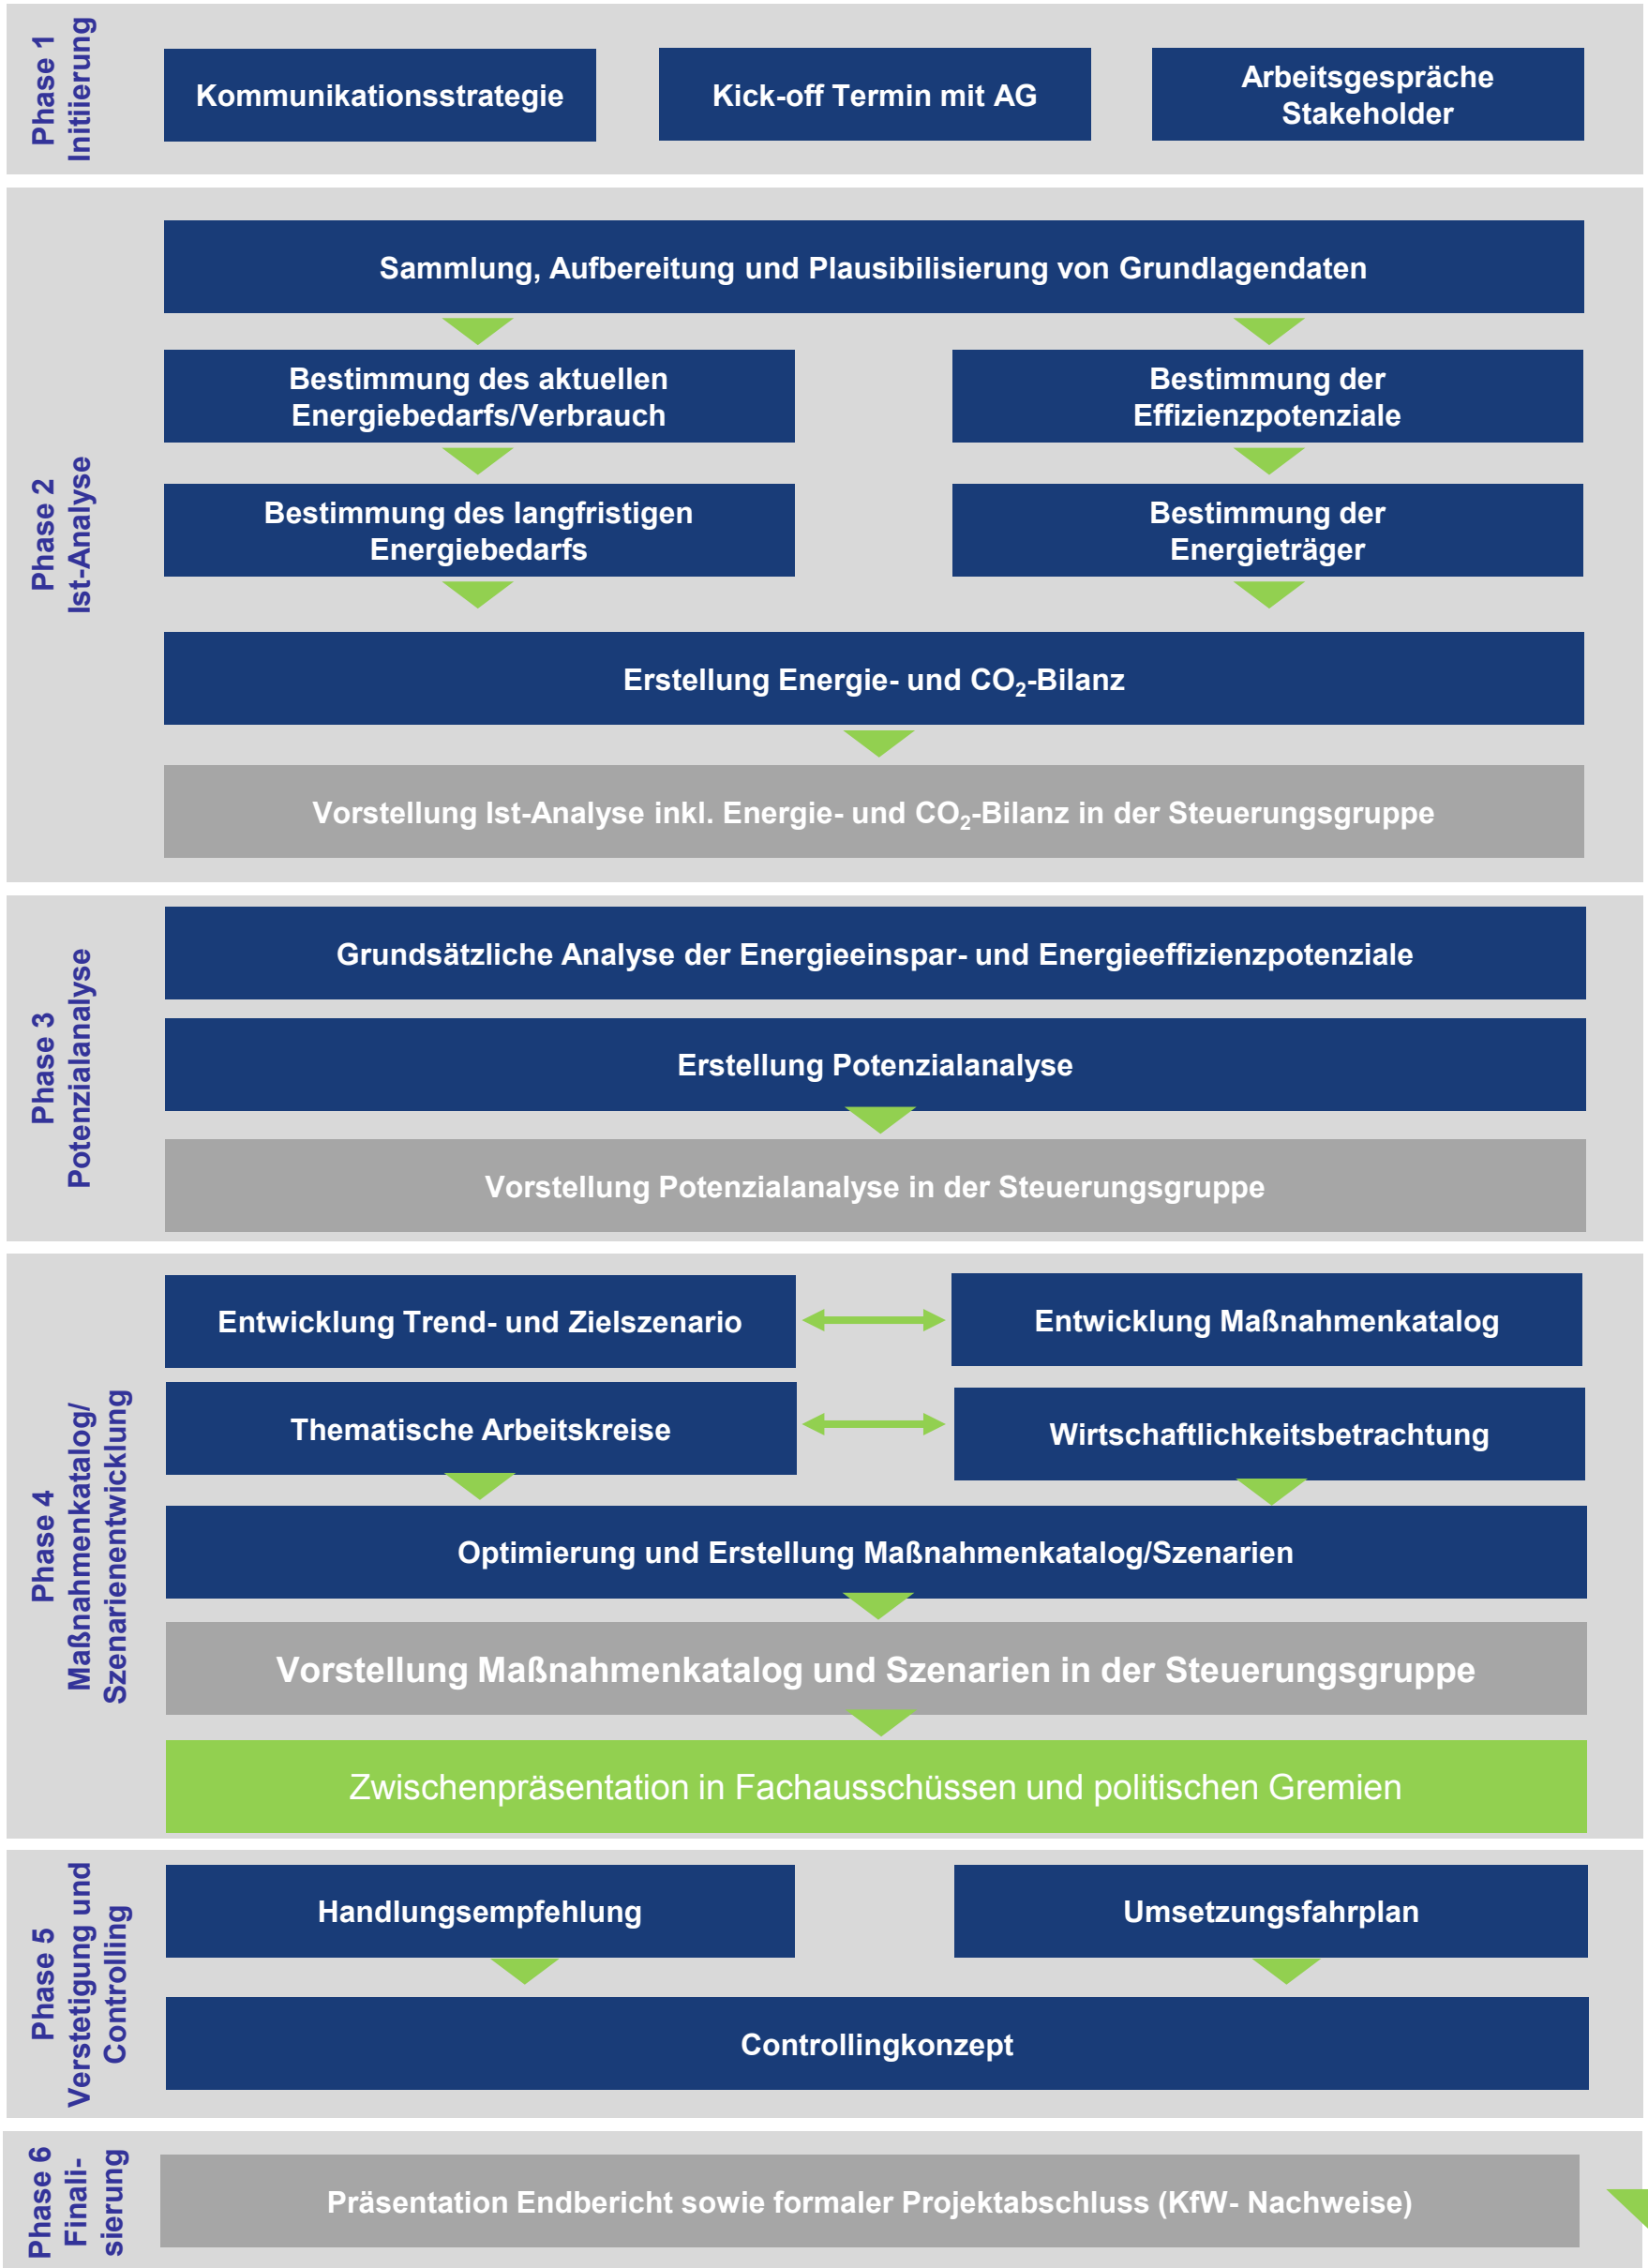 Phase 1
Initiierung
Kommunikationsstrategie
Kick-off Termin mit AG
Arbeitsgespräche
Stakeholder
Phase 2
Ist-Analyse
Sammlung, Aufbereitung und Plausibilisierung von Grundlagendaten
Bestimmung des aktuellen
Energiebedarfs/Verbrauch
Bestimmung der
Effizienzpotenziale
Bestimmung des langfristigen
Energiebedarfs
Bestimmung der
Energieträger
Erstellung Energie- und CO₂-Bilanz
Vorstellung Ist-Analyse inkl. Energie- und CO₂-Bilanz in der Steuerungsgruppe
Phase 3
Potenzialanalyse
Grundsätzliche Analyse der Energieeinspar- und Energieeffizienzpotenziale
Erstellung Potenzialanalyse
Vorstellung Potenzialanalyse in der Steuerungsgruppe
Phase 4
Maßnahmenkatalog/
Szenarienentwicklung
Entwicklung Trend- und Zielszenario
Entwicklung Maßnahmenkatalog
Thematische Arbeitskreise
Wirtschaftlichkeitsbetrachtung
Optimierung und Erstellung Maßnahmenkatalog/Szenarien
Vorstellung Maßnahmenkatalog und Szenarien in der Steuerungsgruppe
Zwischenpräsentation in Fachausschüssen und politischen Gremien
Phase 5
Verstetigung und
Controlling
Handlungsempfehlung
Umsetzungsfahrplan
Controllingkonzept
Phase 6
Finali-
sierung
Präsentation Endbericht sowie formaler Projektabschluss (KfW- Nachweise)